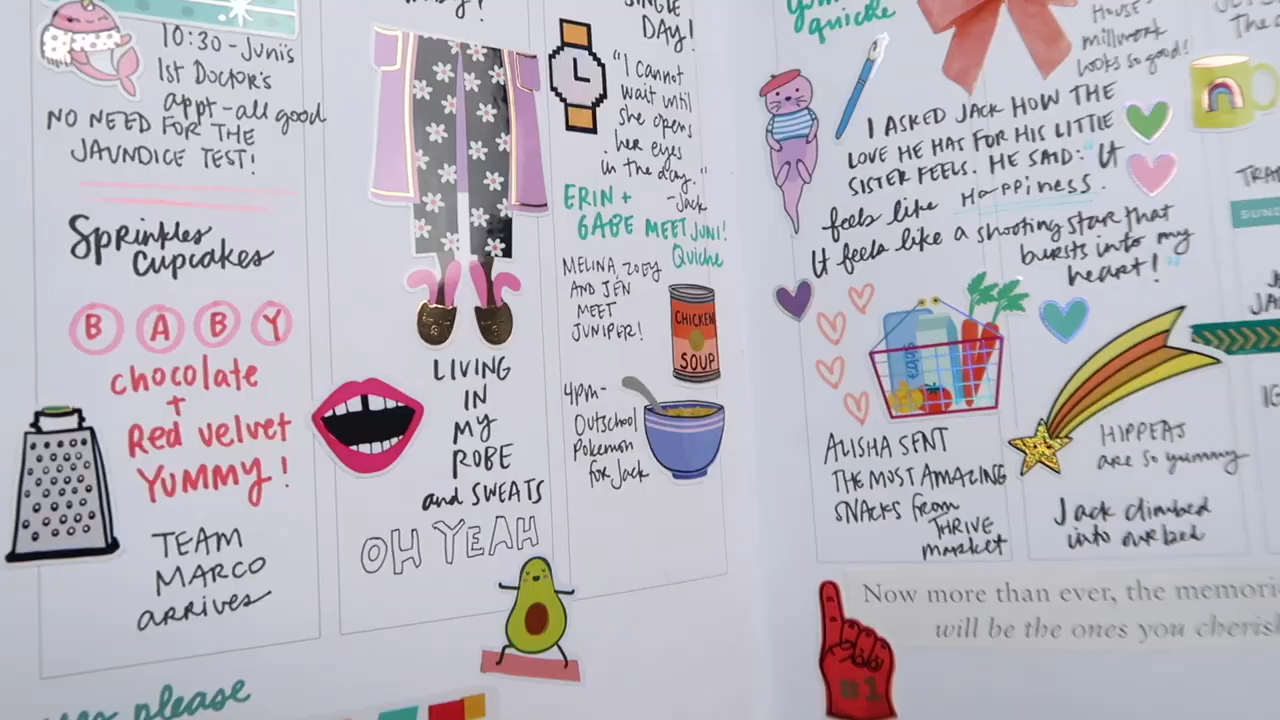 10:30 - Juni's
1st Doctor's
appt - all good
NO NEED FOR THE
JAUNDICE TEST!
Sprinkles
Cupcakes
B A B Y
chocolate
+
Red velvet
YUMMY!
TEAM
MARCO
arrives
please
LIVING
IN
MY
ROBE
and SWEATS
OH YEAH
DAY!
"I cannot
wait until
she opens
her eyes
in the day."
- Jack
ERIN +
GABE MEET JUNI!
Quiche
MELINA, ZOEY
AND JEN
MEET
JUNIPER!
CHICKEN
SOUP
4pm -
Outschool
Pokemon
for Jack
quiche
HOUSE
millwork
looks so good!
I ASKED JACK HOW THE
LOVE HE HAS FOR HIS LITTLE
SISTER FEELS. HE SAID: "It
feels like Happiness.
It feels like a shooting star that
bursts into my
heart!"
eggs
ALISHA SENT
THE MOST AMAZING
SNACKS from
THRIVE
market
HIPPEAS
are so yummy
Jack climbed
into our bed
Now more than ever, the
will be the ones you
#1